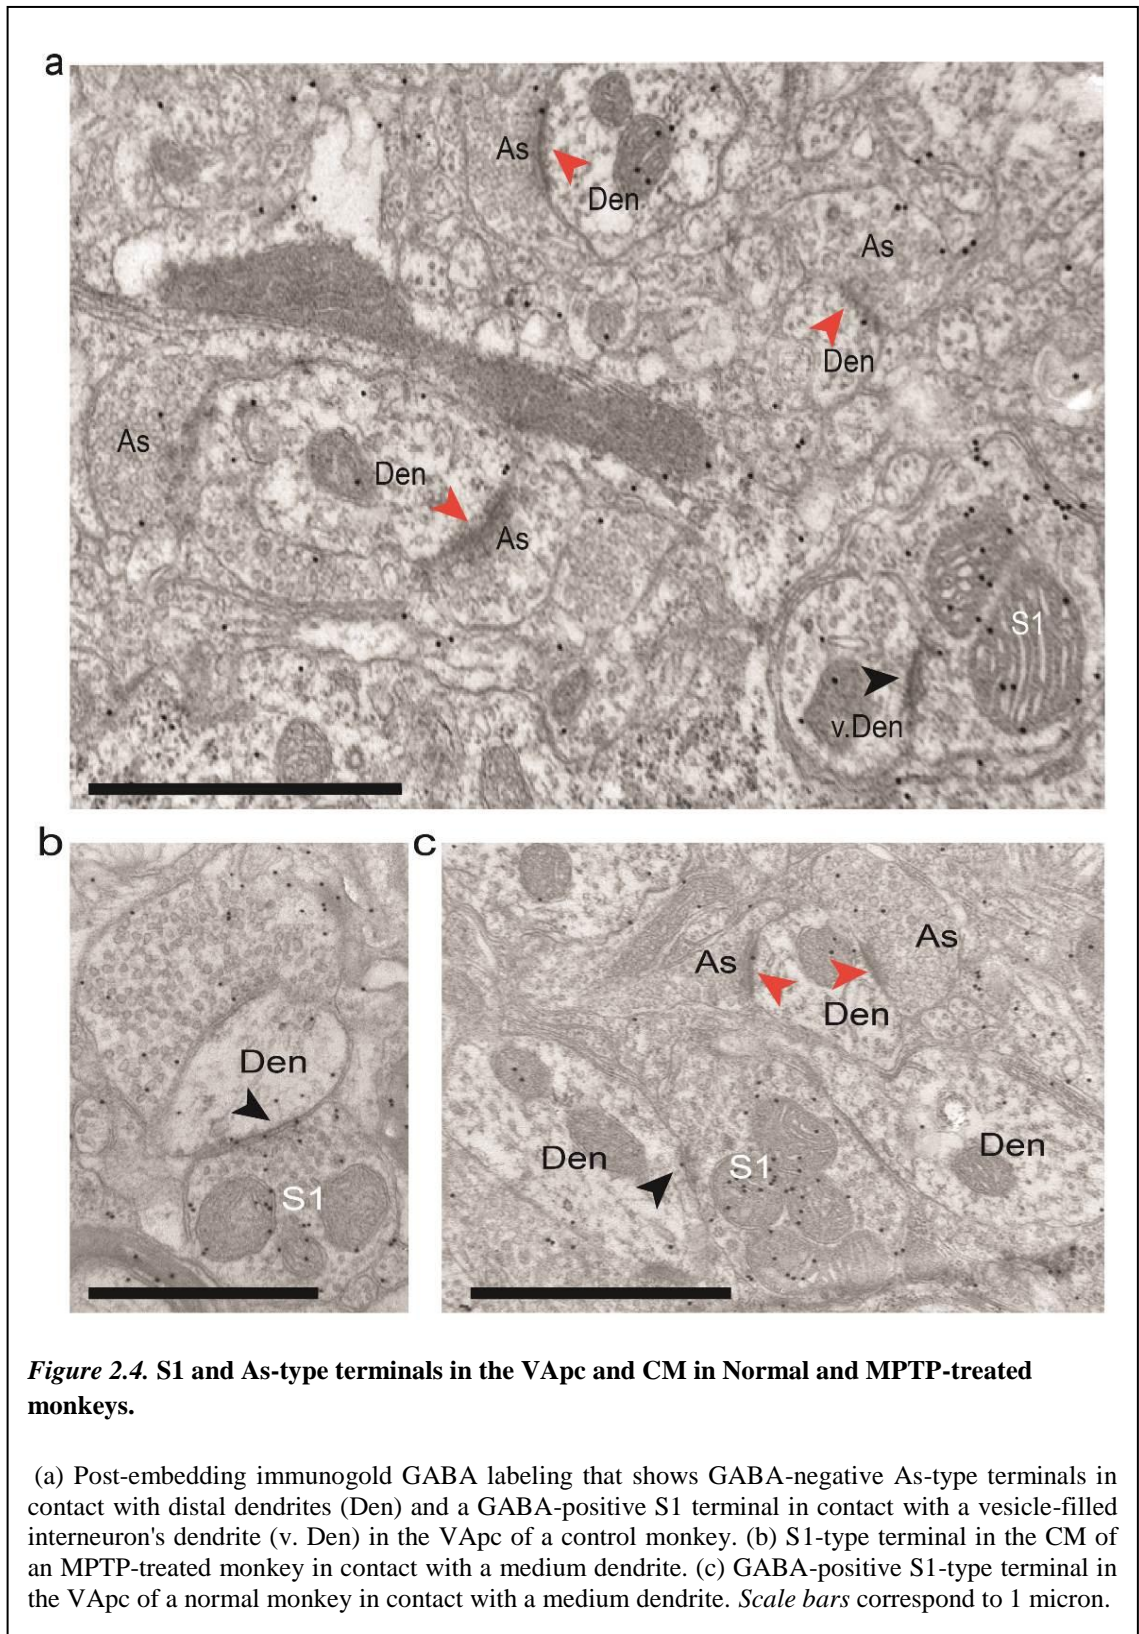 a
As
Den
As
Den
As
Den
As
S1
v.Den
b
c
As
As
Den
Den
Den
S1
Den
S1
Figure 2.4. S1 and As-type terminals in the VApc and CM in Normal and MPTP-treated
monkeys.
(a) Post-embedding immunogold GABA labeling that shows GABA-negative As-type terminals in
contact with distal dendrites (Den) and a GABA-positive S1 terminal in contact with a vesicle-filled
interneuron's dendrite (v. Den) in the VApc of a control monkey. (b) S1-type terminal in the CM of
an MPTP-treated monkey in contact with a medium dendrite. (c) GABA-positive S1-type terminal in
the VApc of a normal monkey in contact with a medium dendrite. Scale bars correspond to 1 micron.